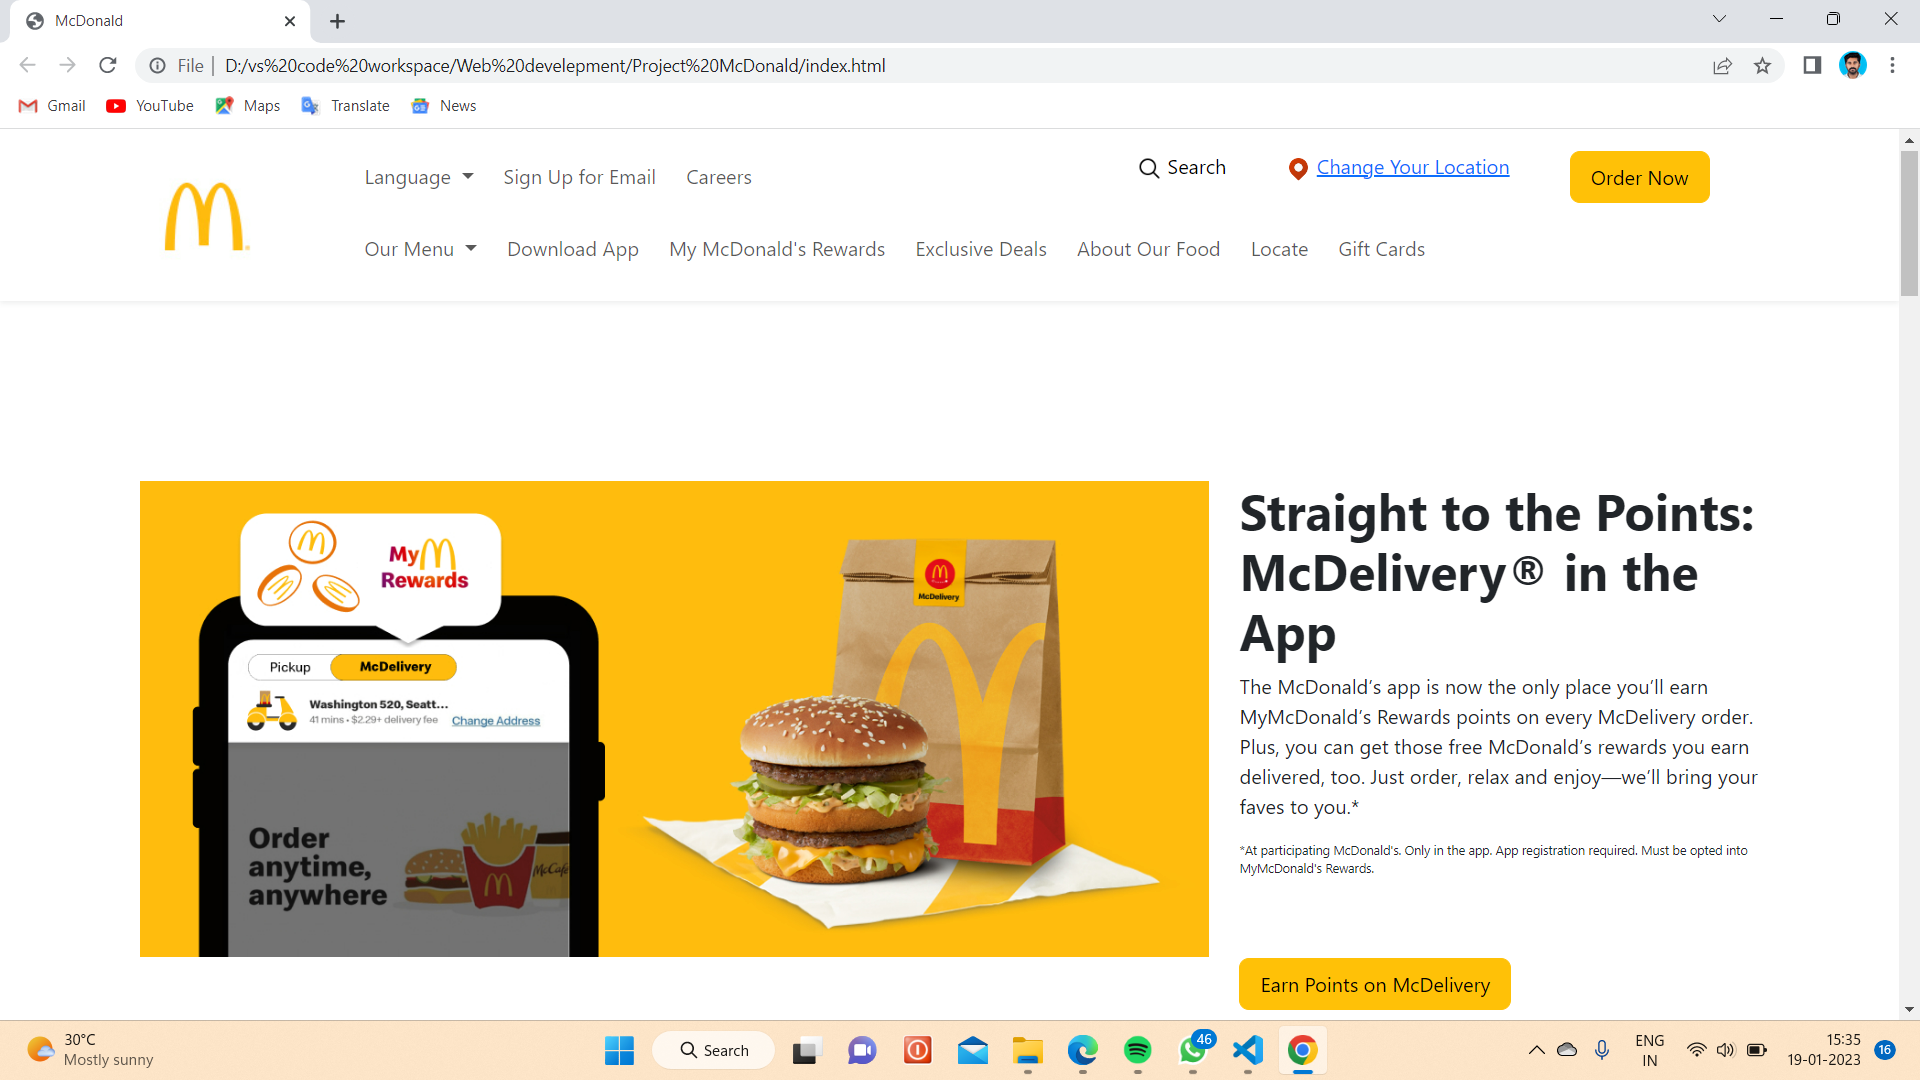 McDonald
File
D:/vs%20code%20workspace/Web%20develepment/Project%20McDonald/index.html
Gmail
YouTube
Maps
Translate
News
Language
Sign Up for Email
Careers
Search
Change Your Location
Order Now
Our Menu
Download App
My McDonald's Rewards
Exclusive Deals
About Our Food
Locate
Gift Cards
My
Rewards
Pickup
McDelivery
Washington 520, Seatt...
41 mins • $2.29+ delivery fee
Change Address
Order
anytime,
anywhere
McCafé
McDelivery
Straight to the Points:
McDelivery® in the
App
The McDonald’s app is now the only place you’ll earn
MyMcDonald’s Rewards points on every McDelivery order.
Plus, you can get those free McDonald’s rewards you earn
delivered, too. Just order, relax and enjoy—we’ll bring your
faves to you.*
*At participating McDonald's. Only in the app. App registration required. Must be opted into
MyMcDonald's Rewards.
Earn Points on McDelivery
30°C
Mostly sunny
Search
46
ENG
IN
15:35
19-01-2023
16